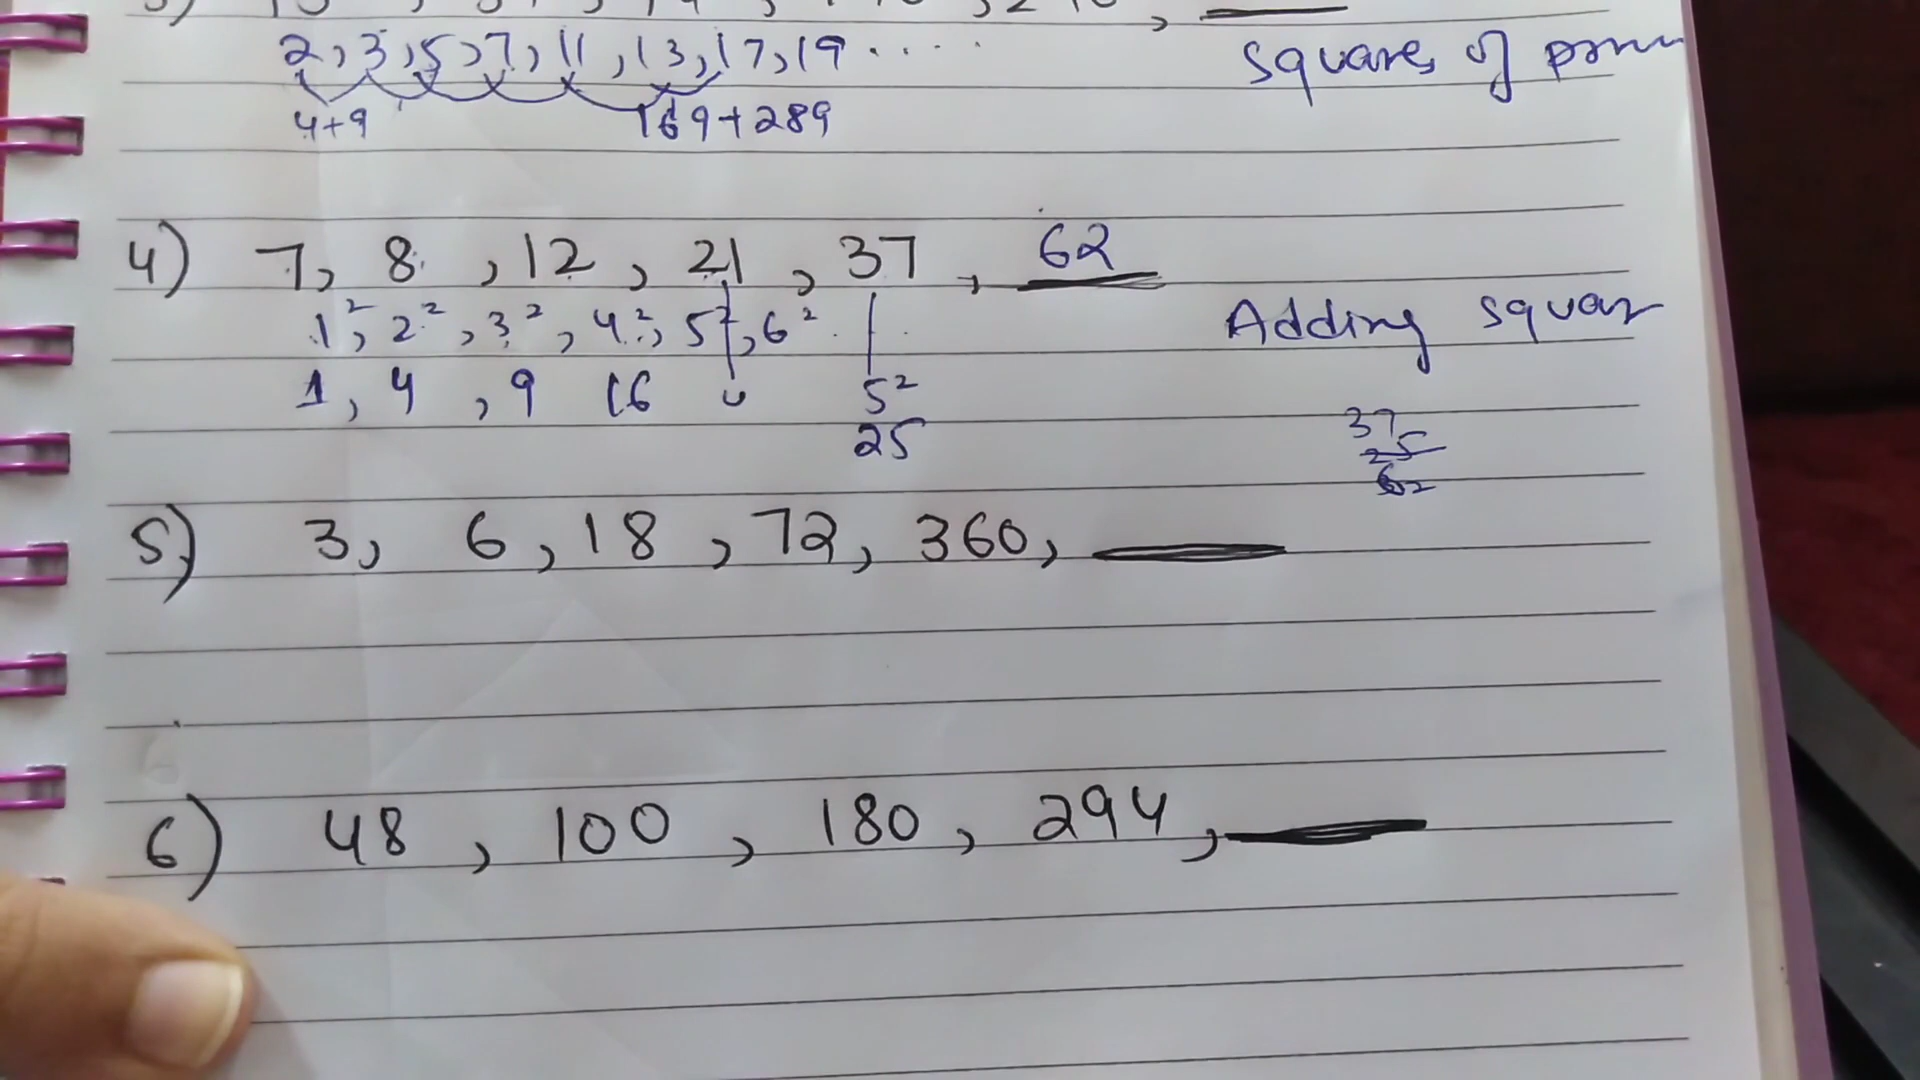 2, 3, 5, 7, 11, 13, 17, 19 .....
Squares of
4+9 169+289
4) 7, 8, 12, 21, 37, 62
1², 2², 3², 4², 5², 6²
Adding squar
1, 4, 9 16 5²
25
37
25
62
5) 3, 6, 18, 72, 360,
6) 48, 100, 180, 294,